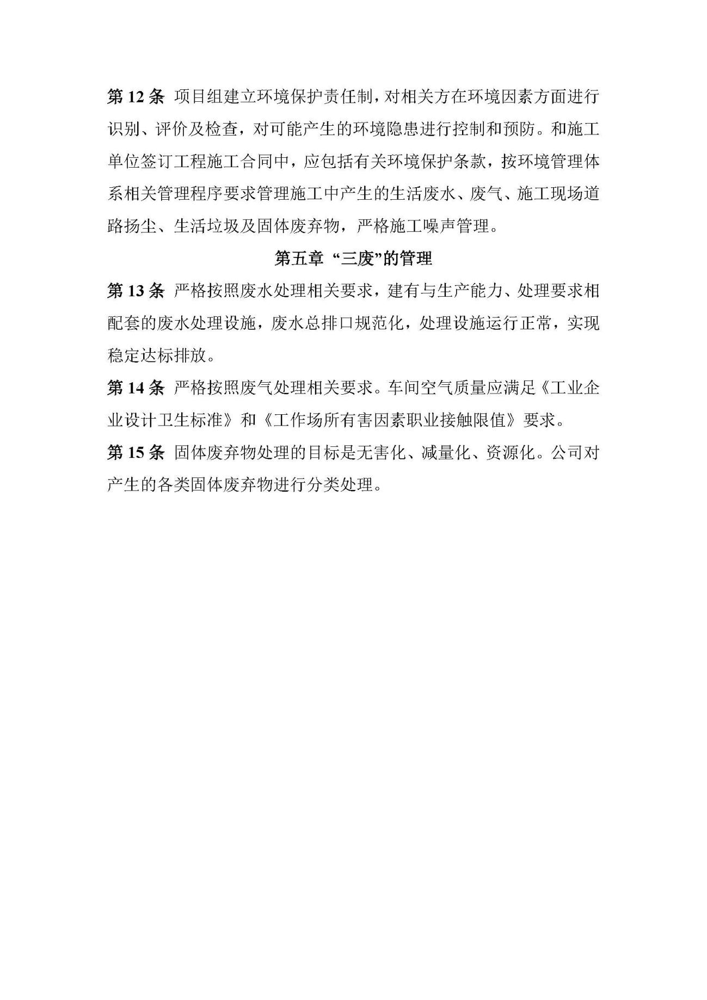 第 12 条 项目组建立环境保护责任制，对相关方在环境因素方面进行
识别、评价及检查，对可能产生的环境隐患进行控制和预防。和施工
单位签订工程施工合同中，应包括有关环境保护条款，按环境管理体
系相关管理程序要求管理施工中产生的生活废水、废气、施工现场道
路扬尘、生活垃圾及固体废弃物，严格施工噪声管理。
第五章 “三废”的管理
第 13 条 严格按照废水处理相关要求，建有与生产能力、处理要求相
配套的废水处理设施，废水总排口规范化，处理设施运行正常，实现
稳定达标排放。
第 14 条 严格按照废气处理相关要求。车间空气质量应满足《工业企
业设计卫生标准》和《工作场所有害因素职业接触限值》要求。
第 15 条 固体废弃物处理的目标是无害化、减量化、资源化。公司对
产生的各类固体废弃物进行分类处理。